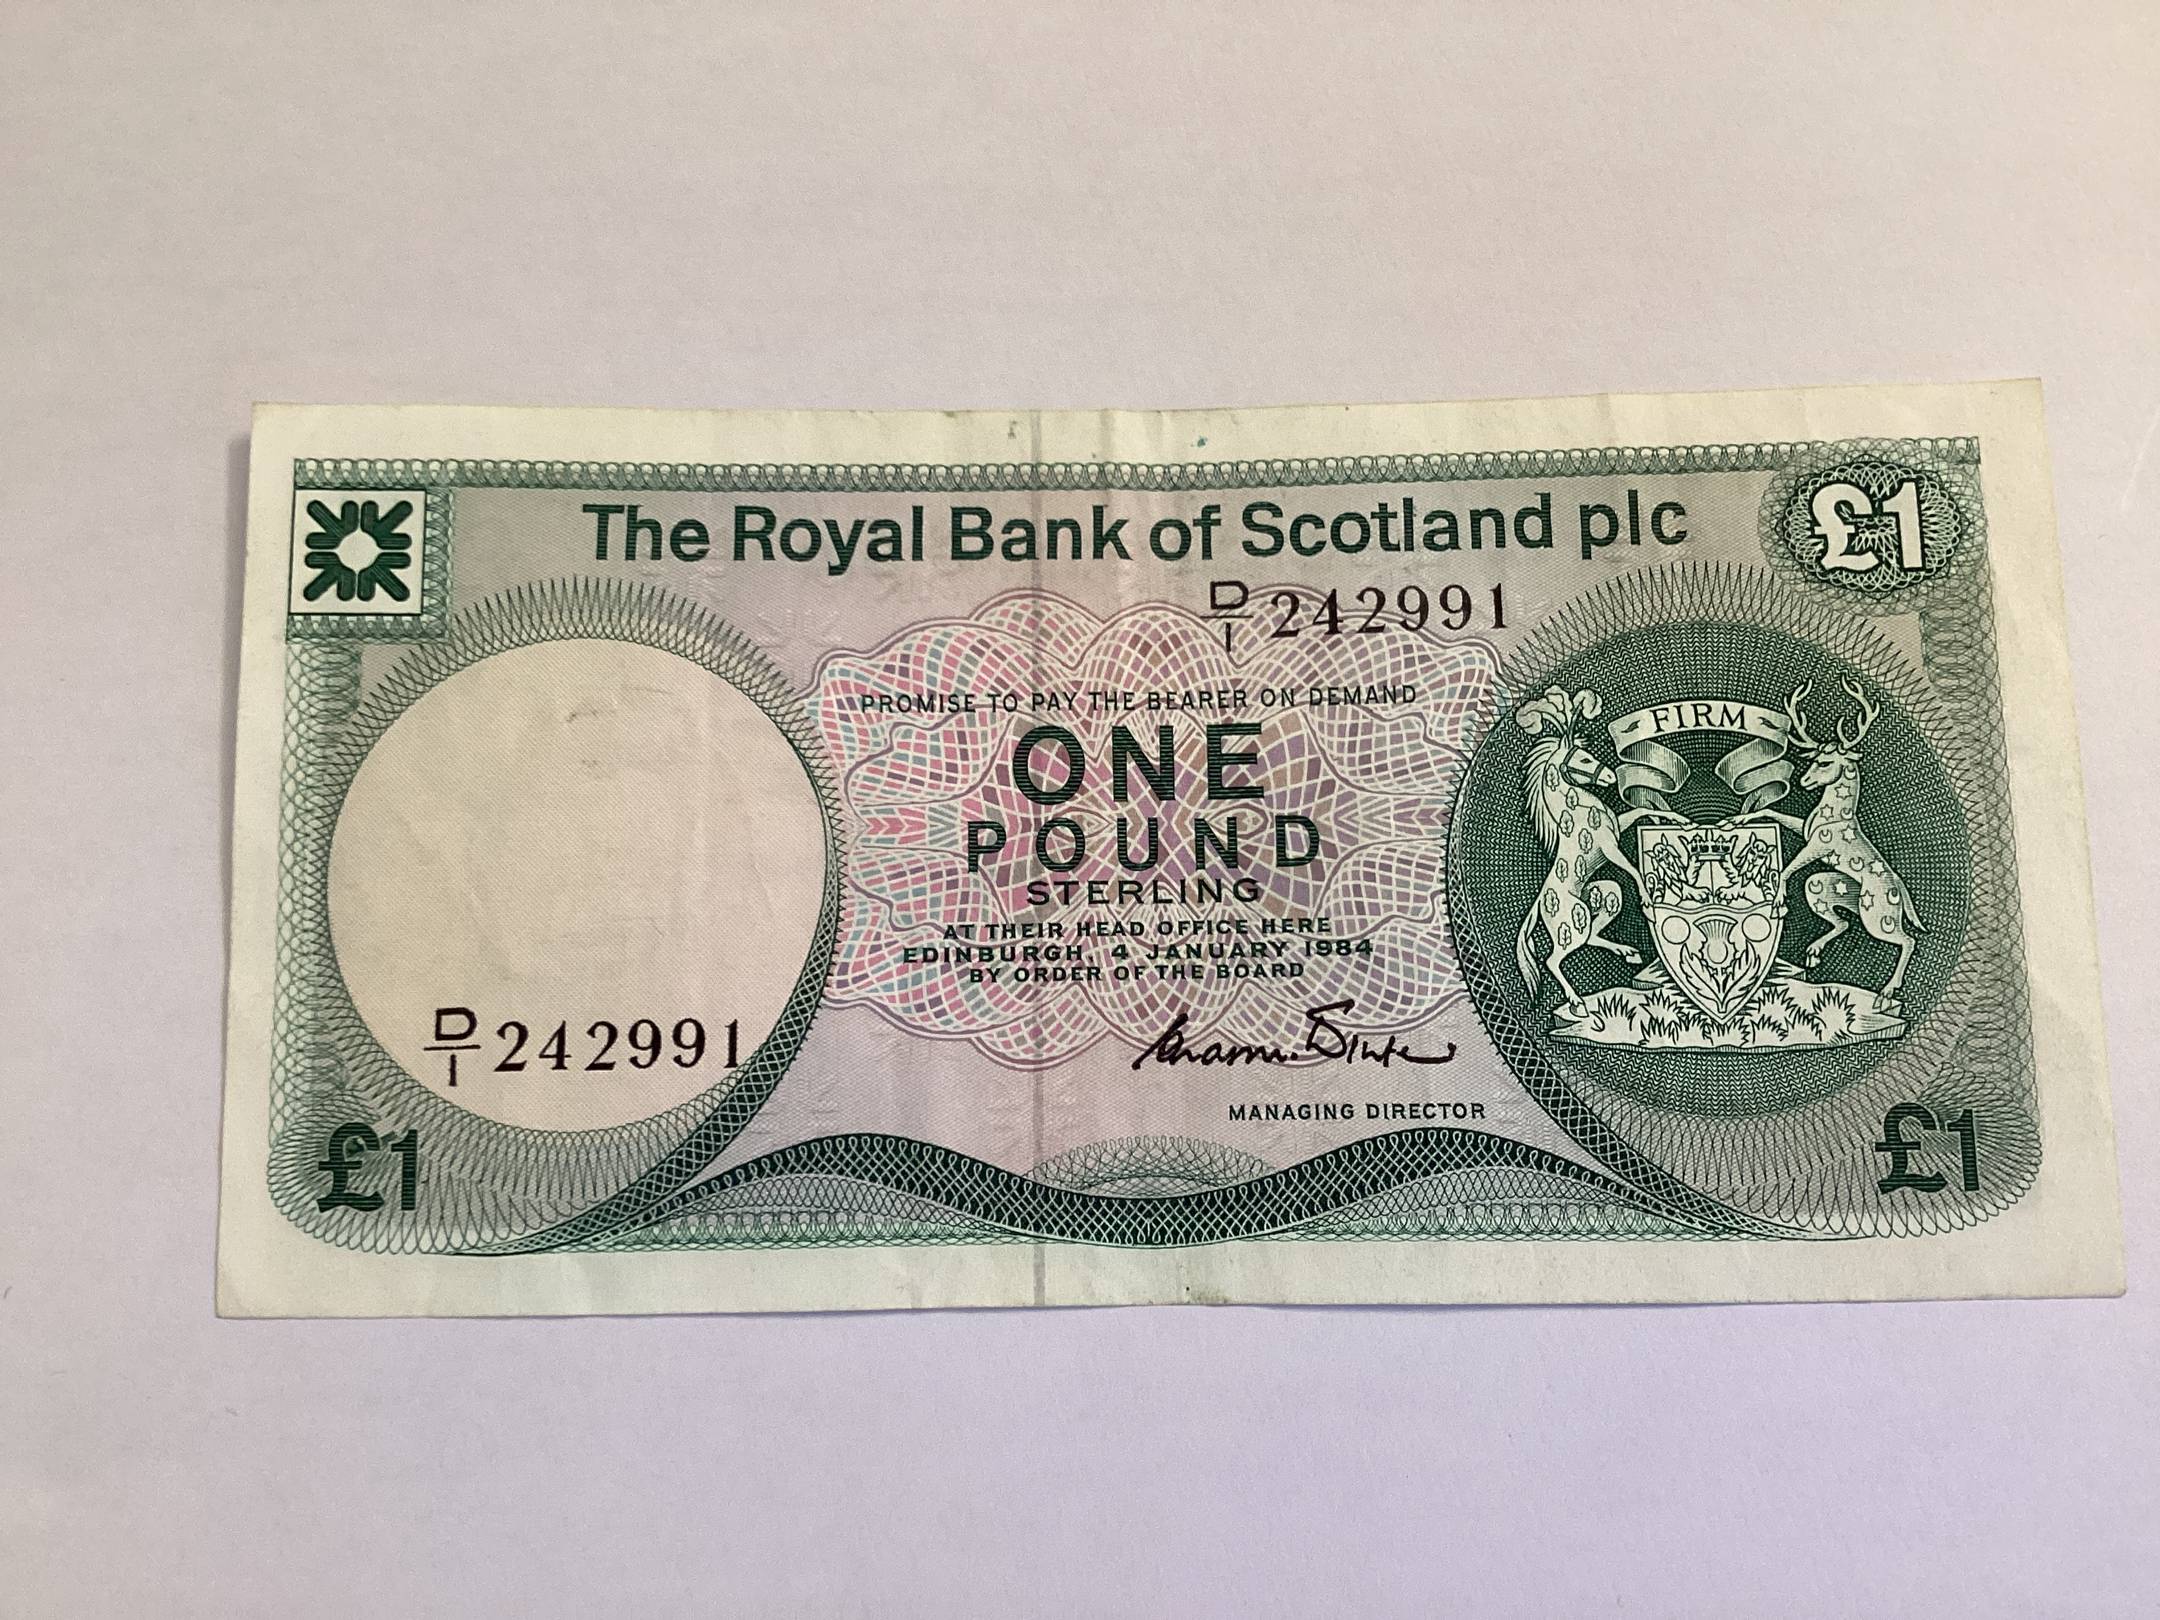 The Royal Bank of Scotland plc
£1
D/1 242991
PROMISE TO PAY THE BEARER ON DEMAND
ONE
POUND
STERLING
AT THEIR HEAD OFFICE HERE
EDINBURGH, 4 JANUARY 1984
BY ORDER OF THE BOARD
FIRM
D/1 242991
MANAGING DIRECTOR
£1
£1